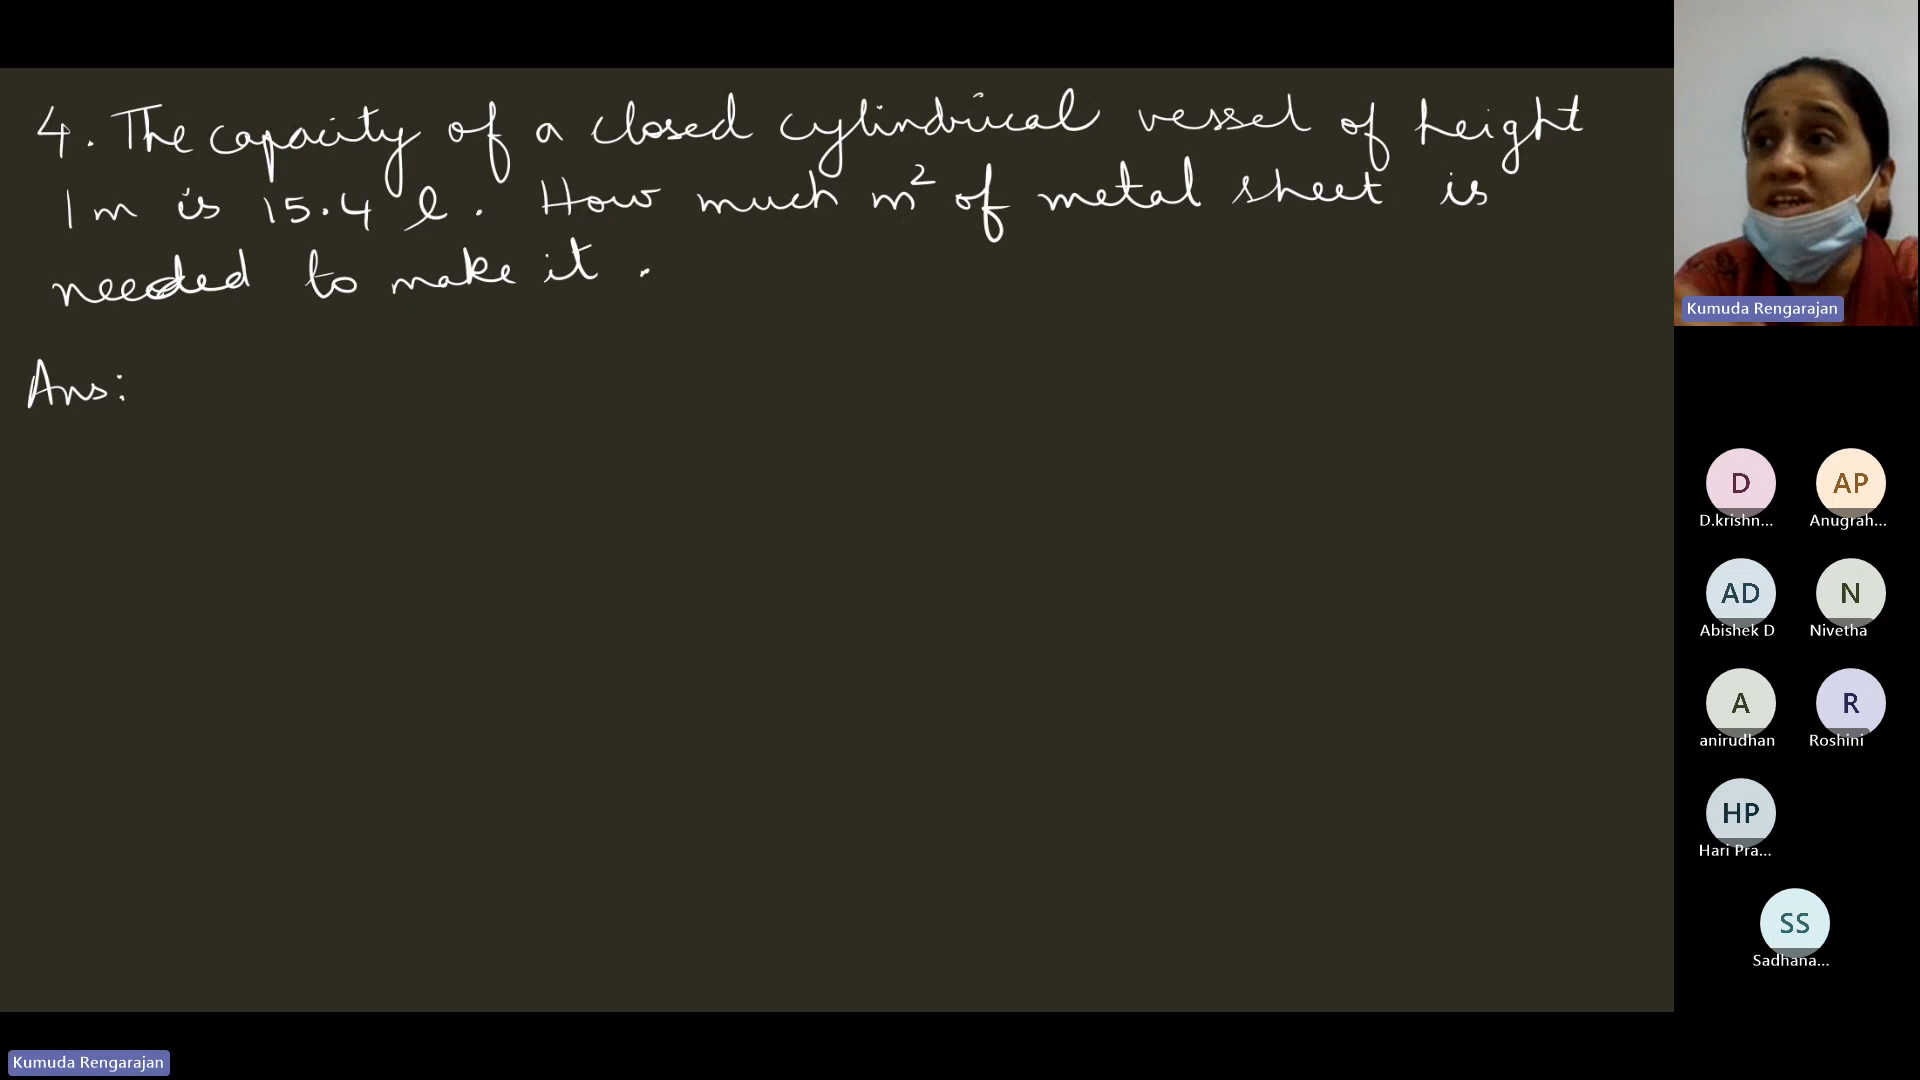 4. The capacity of a closed cylindrical vessel of height
1 m is 15.4 l. How much m² of metal sheet is
needed to make it.
Ans:
Kumuda Rengarajan
D
AP
D.krishn...
Anugrah...
AD
N
Abishek D
Nivetha
A
R
anirudhan
Roshini
HP
Hari Pra...
SS
Sadhana...
Kumuda Rengarajan